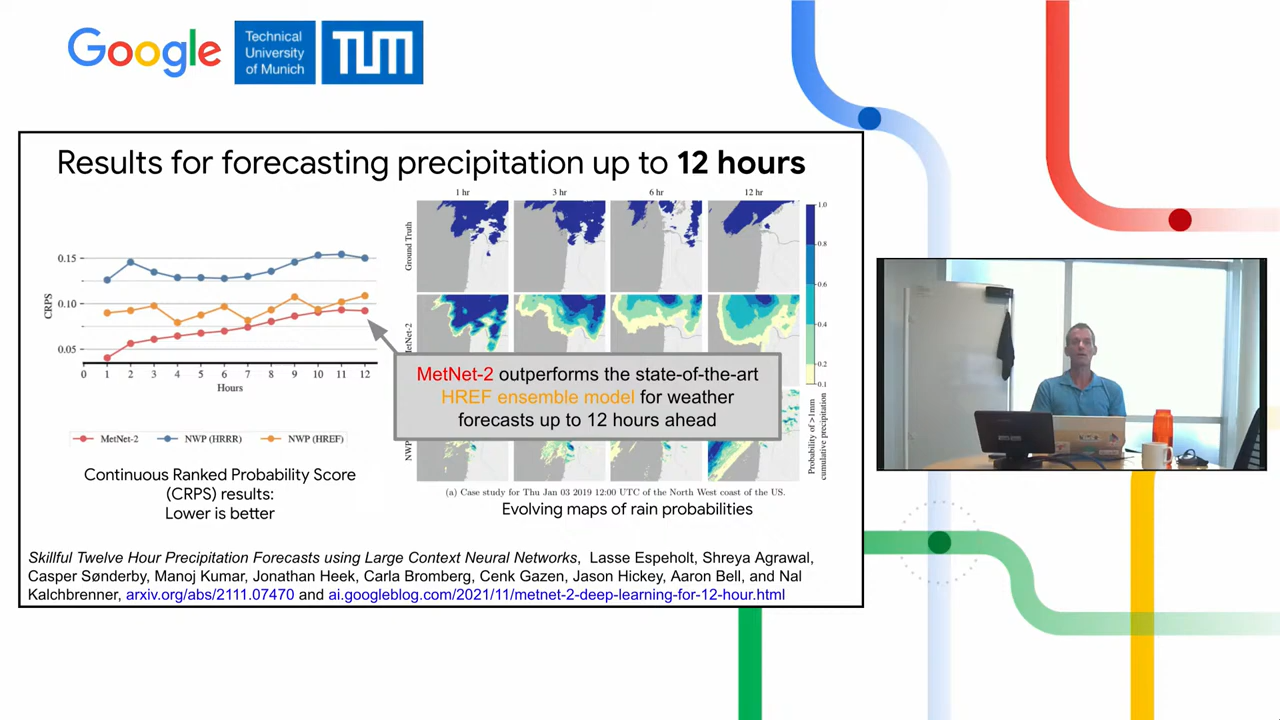 Google
Technical
University
of Munich
TUM
Results for forecasting precipitation up to 12 hours
1 hr
3 hr
6 hr
12 hr
Ground Truth
MetNet-2
NWP
1.0
0.8
0.6
0.4
0.2
0.1
Probability of >1mm
cumulative precipitation
CRPS
0.15
0.10
0.05
0 1 2 3 4 5 6 7 8 9 10 11 12
Hours
MetNet-2
NWP (HRRR)
NWP (HREF)
MetNet-2 outperforms the state-of-the-art
HREF ensemble model for weather
forecasts up to 12 hours ahead
Continuous Ranked Probability Score
(CRPS) results:
Lower is better
(a) Case study for Thu Jan 03 2019 12:00 UTC of the North West coast of the US.
Evolving maps of rain probabilities
Skillful Twelve Hour Precipitation Forecasts using Large Context Neural Networks, Lasse Espeholt, Shreya Agrawal,
Casper Sønderby, Manoj Kumar, Jonathan Heek, Carla Bromberg, Cenk Gazen, Jason Hickey, Aaron Bell, and Nal
Kalchbrenner, arxiv.org/abs/2111.07470 and ai.googleblog.com/2021/11/metnet-2-deep-learning-for-12-hour.html